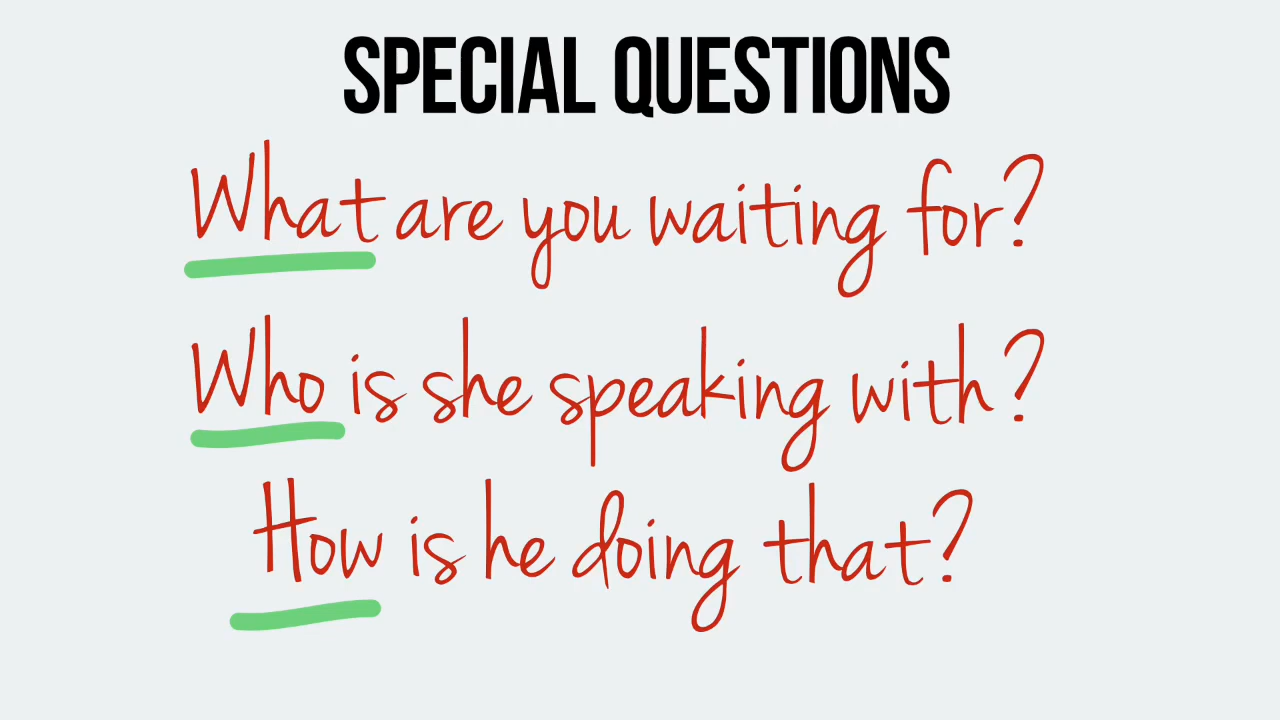 SPECIAL QUESTIONS
What are you waiting for?
Who is she speaking with?
How is he doing that?